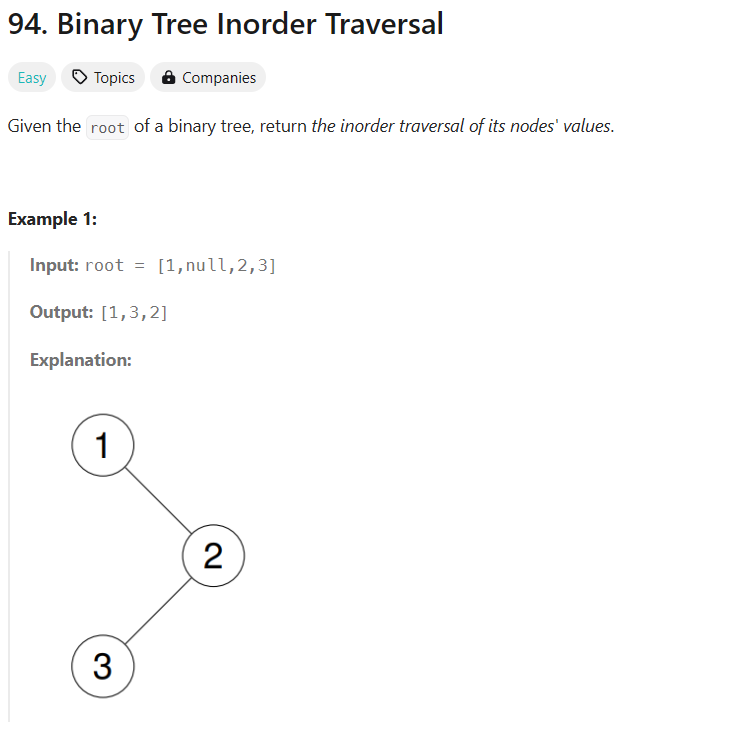 94. Binary Tree Inorder Traversal
Easy Topics Companies
Given the root of a binary tree, return the inorder traversal of its nodes' values.
Example 1:
Input: root = [1,null,2,3]
Output: [1,3,2]
Explanation:
1
2
3